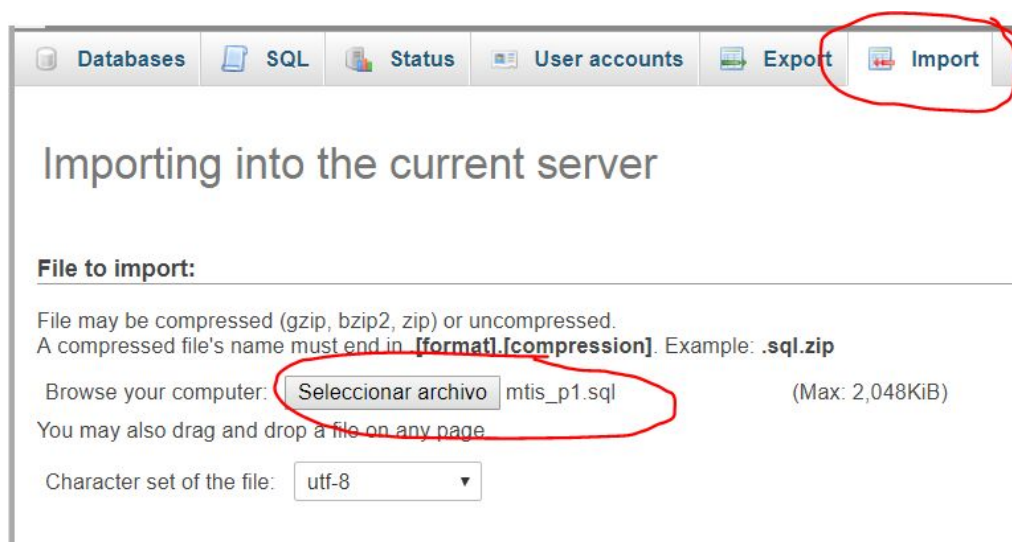 Databases SQL Status User accounts Export Import
Importing into the current server
File to import:
File may be compressed (gzip, bzip2, zip) or uncompressed.
A compressed file's name must end in .[format].[compression]. Example: .sql.zip
Browse your computer: Seleccionar archivo mtis_p1.sql (Max: 2,048KiB)
You may also drag and drop a file on any page
Character set of the file: utf-8